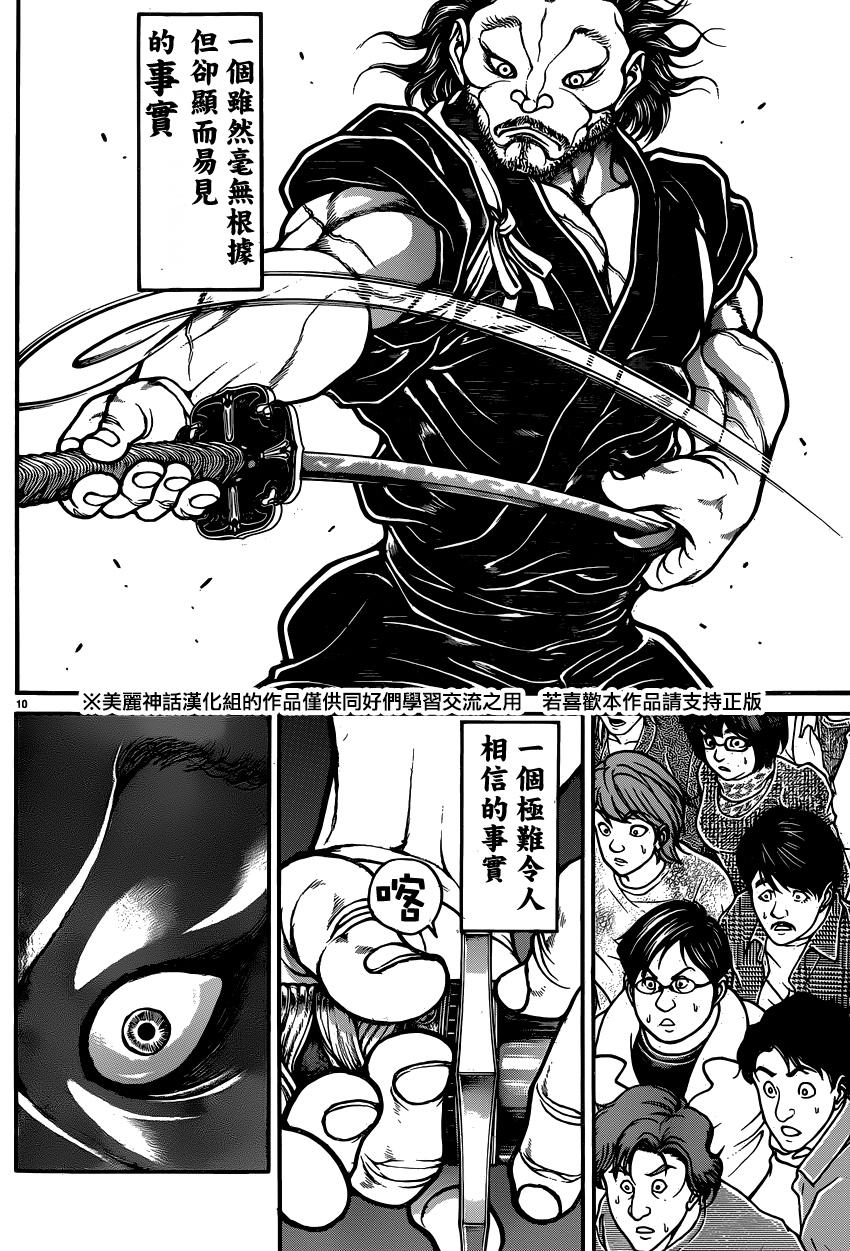 一個雖然毫無根據
但卻顯而易見
的事實
10
※美麗神話漢化組的作品僅供同好們學習交流之用　若喜歡本作品請支持正版
一個極難令人
相信的事實
喀